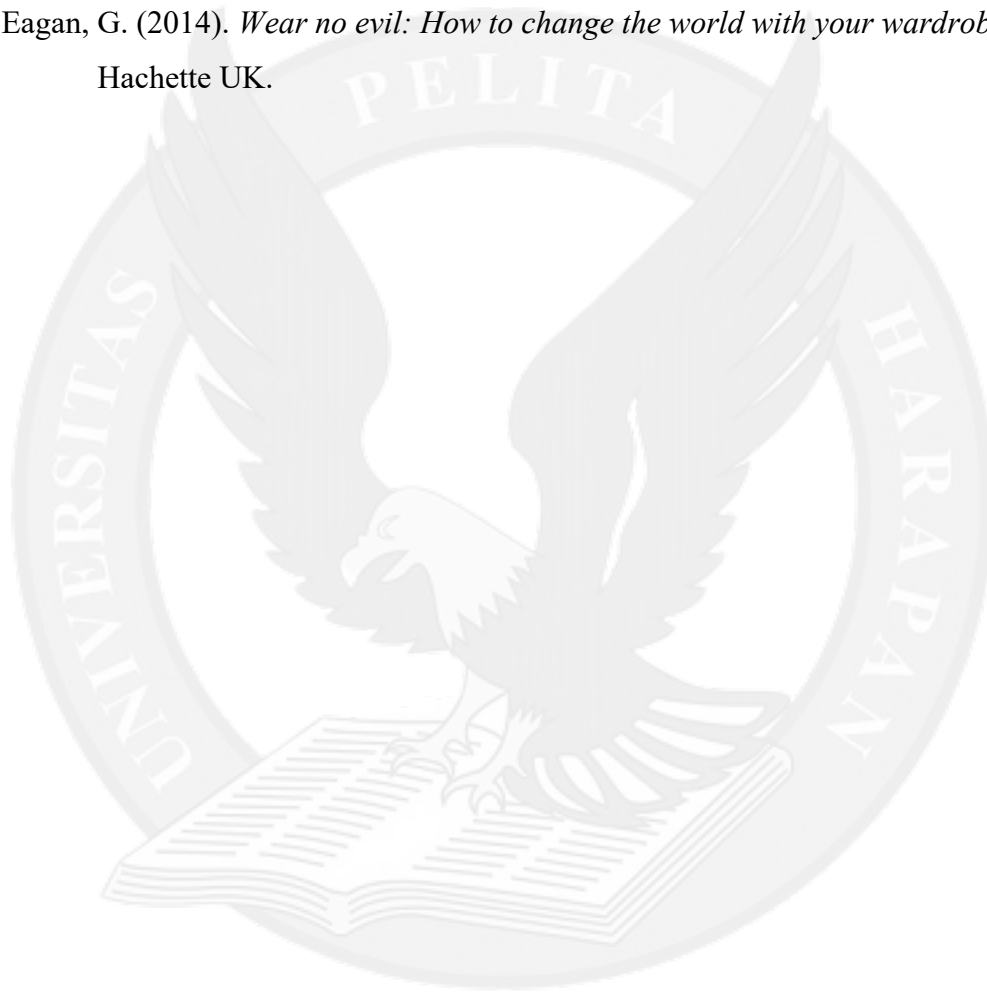 Eagan, G. (2014). Wear no evil: How to change the world with your wardrob
Hachette UK.
PELITA
UNIVERSITAS
HARAPAN